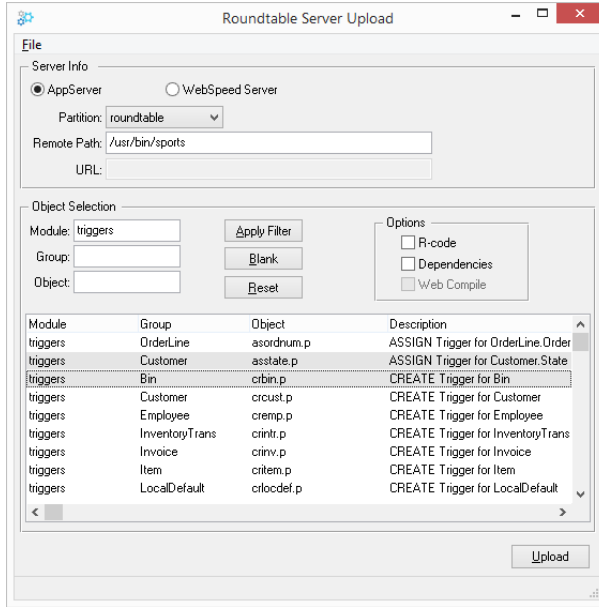 Roundtable Server Upload
File
Server Info
AppServer WebSpeed Server
Partition: roundtable
Remote Path: /usr/bin/sports
URL:
Object Selection
Module: triggers Apply Filter
Group: Blank
Object: Reset
Options
R-code
Dependencies
Web Compile
Module Group Object Description
triggers OrderLine asordnum.p ASSIGN Trigger for OrderLine.Order
triggers Customer asstate.p ASSIGN Trigger for Customer.State
triggers Bin crbin.p CREATE Trigger for Bin
triggers Customer crcust.p CREATE Trigger for Customer
triggers Employee cremp.p CREATE Trigger for Employee
triggers InventoryTrans crintr.p CREATE Trigger for InventoryTrans
triggers Invoice crinv.p CREATE Trigger for Invoice
triggers Item critem.p CREATE Trigger for Item
triggers LocalDefault crlocdef.p CREATE Trigger for LocalDefault
Upload